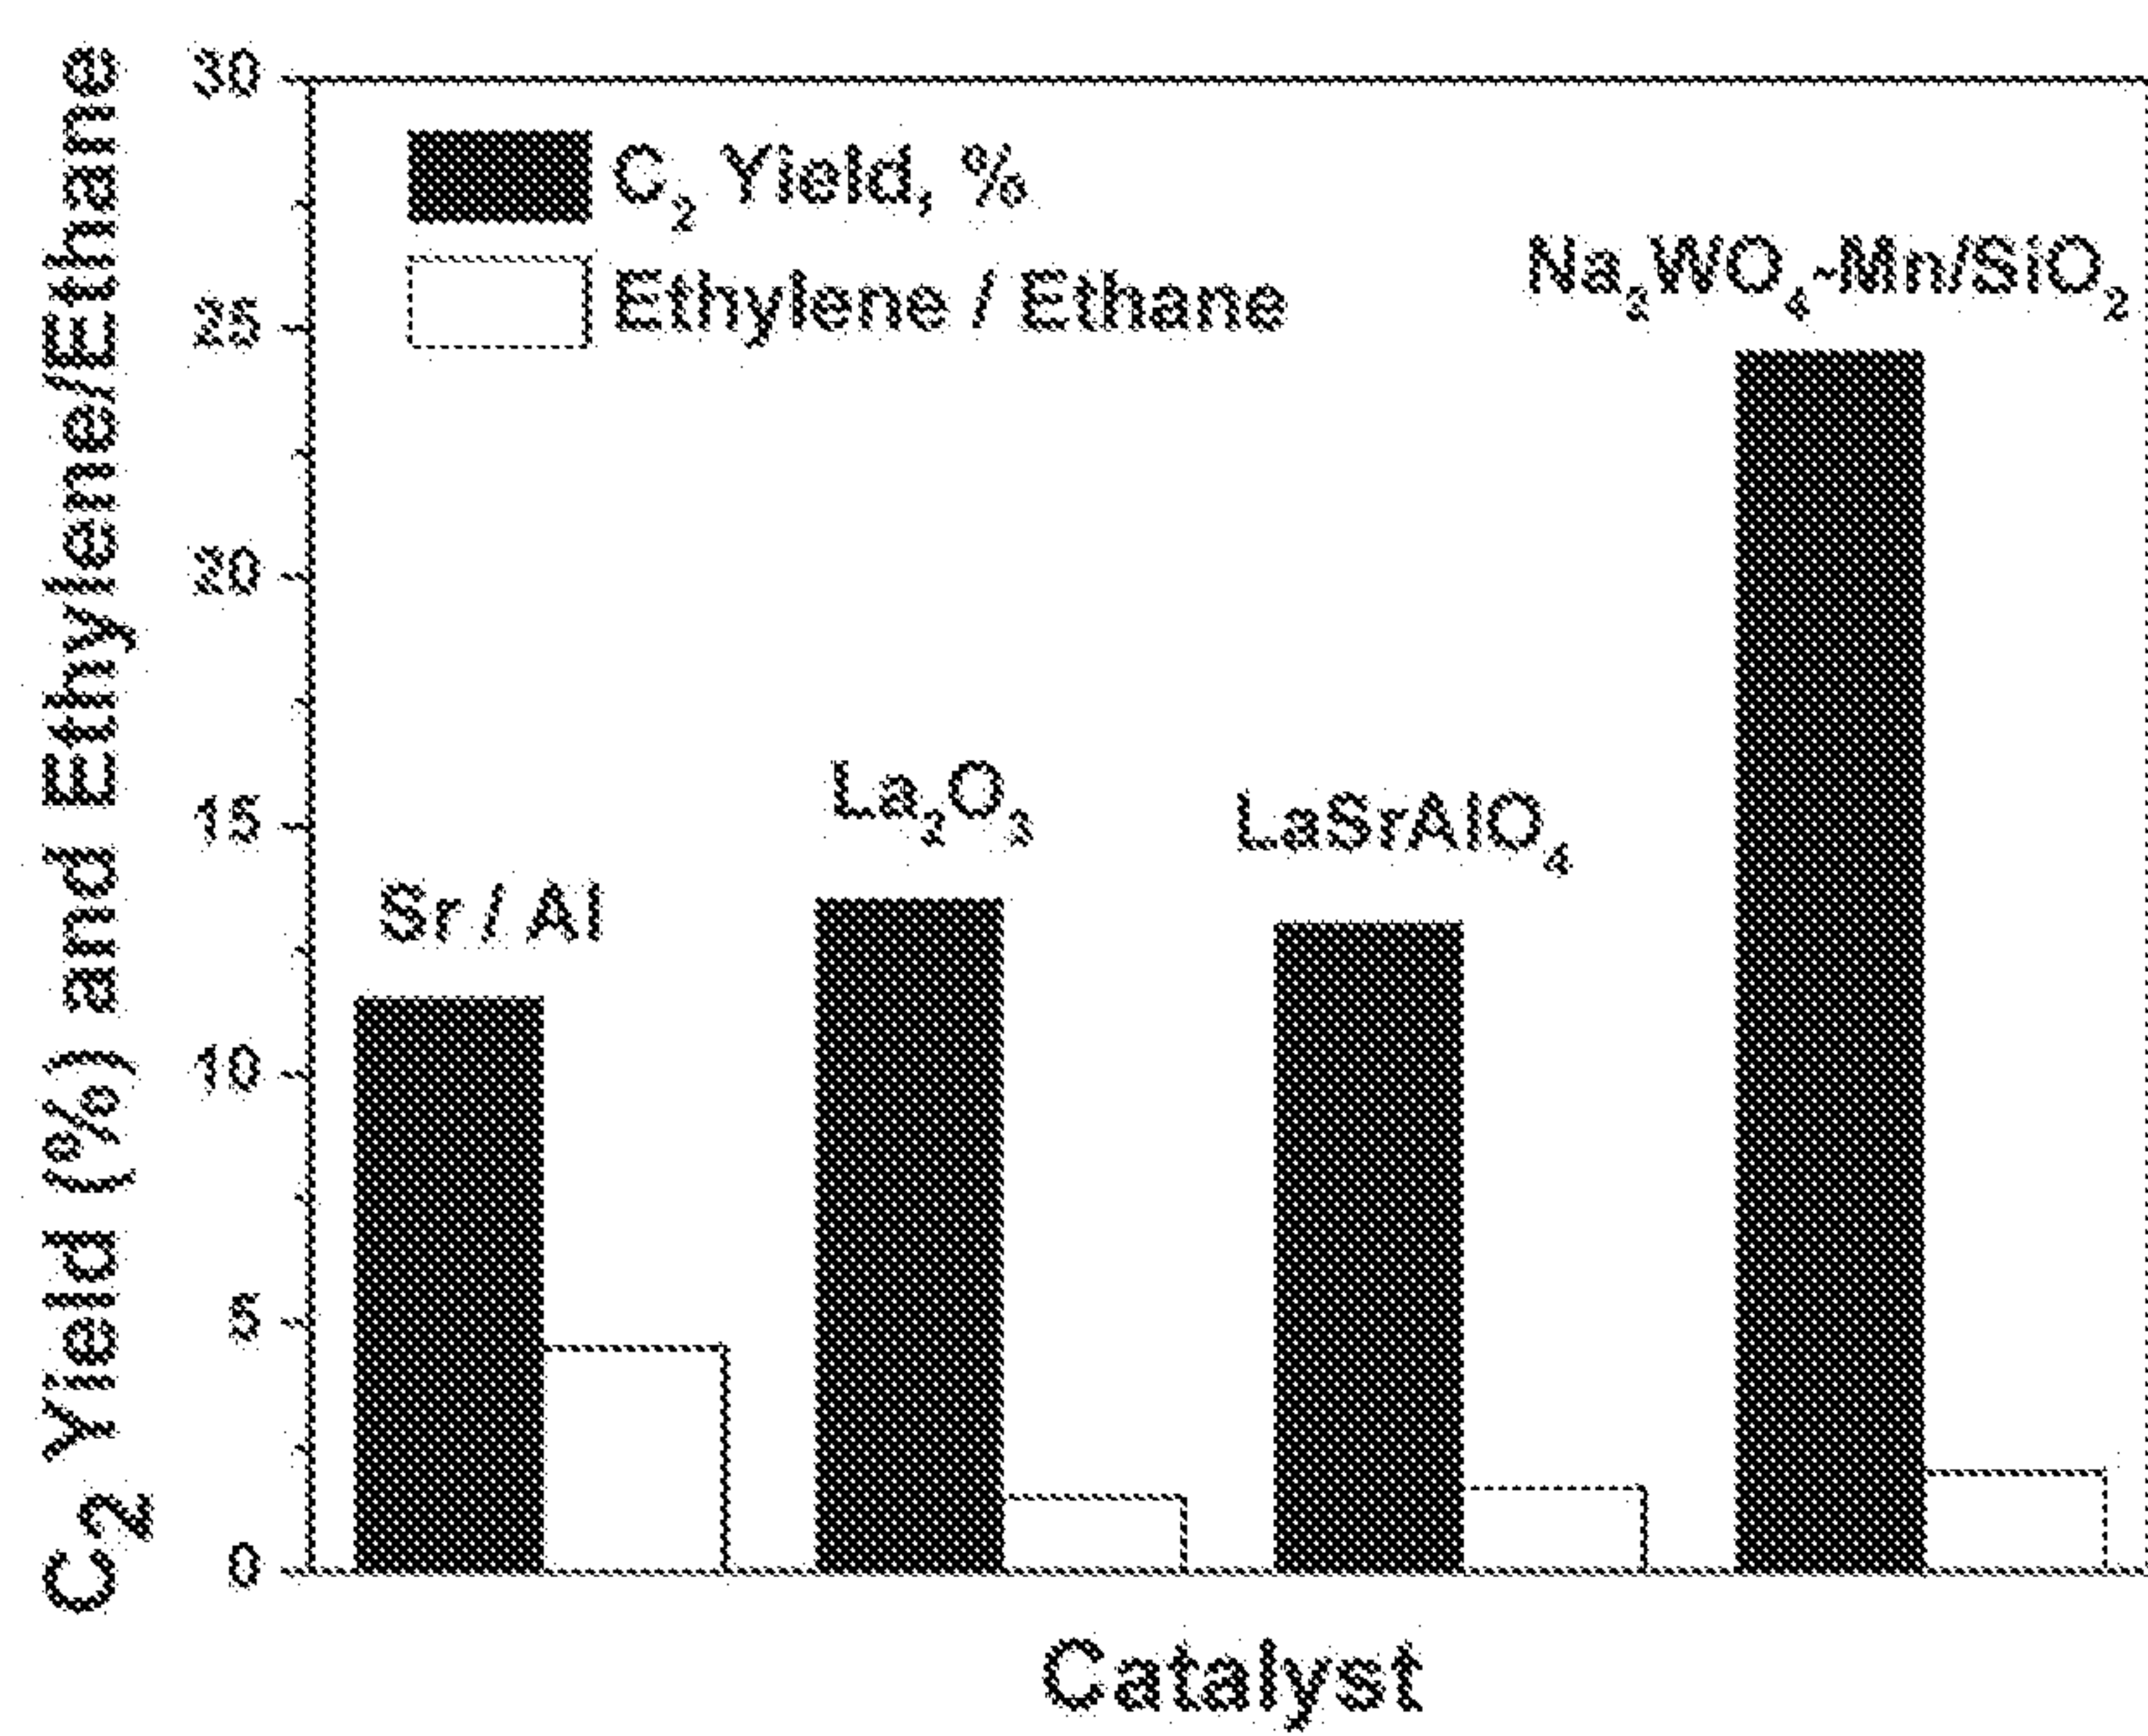 C₂ Yield (%) and Ethylene/Ethane
30
25
20
15
10
5
0
C₂ Yield, %
Ethylene / Ethane
Sr / Al
La₂O₃
LaSrAlO₄
Na₂WO₄-Mn/SiO₂
Catalyst